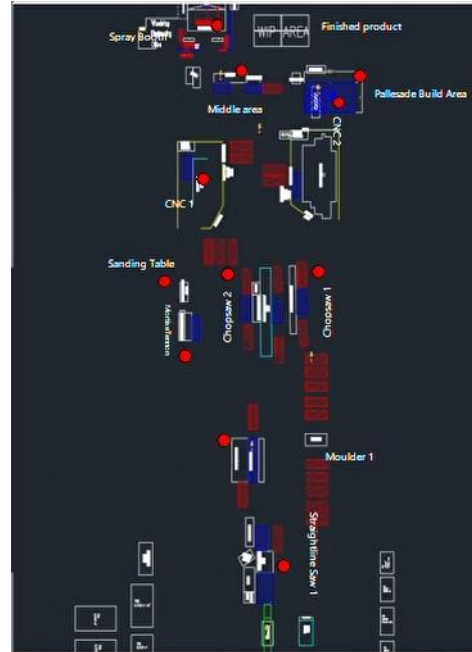 Finished product
Spray Booth
WIP AREA
Middle area
Pallesade Build Area
CNC 2
CNC 1
Sanding Table
Chopsaw 2
Chopsaw 1
Moulder 1
Straightline Saw 1